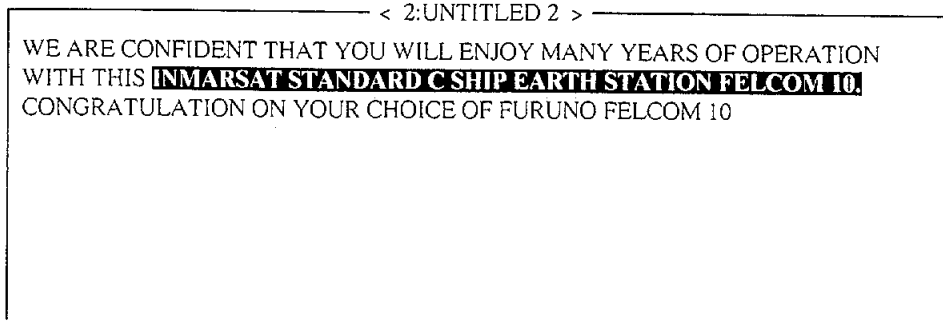 < 2:UNTITLED 2 >
WE ARE CONFIDENT THAT YOU WILL ENJOY MANY YEARS OF OPERATION
WITH THIS INMARSAT STANDARD C SHIP EARTH STATION FELCOM 10.
CONGRATULATION ON YOUR CHOICE OF FURUNO FELCOM 10